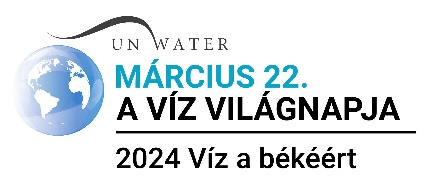 UN WATER
MÁRCIUS 22.
A VÍZ VILÁGNAPJA
2024 Víz a békéért